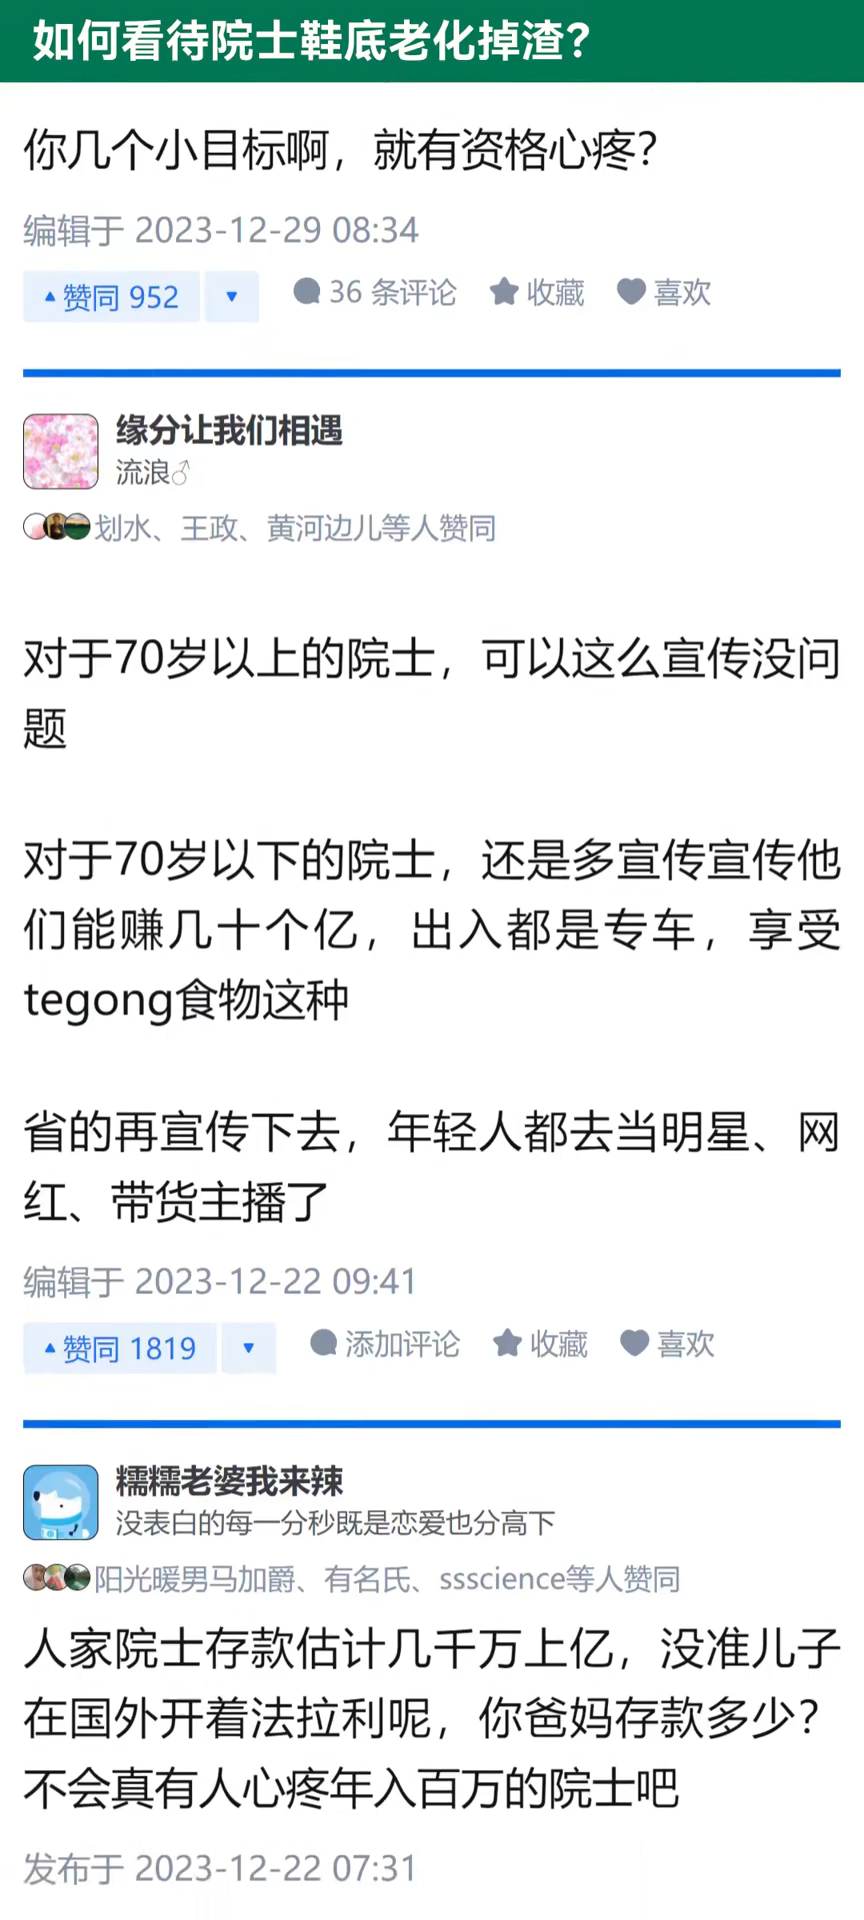 如何看待院士鞋底老化掉渣？
你几个小目标啊，就有资格心疼？
编辑于 2023-12-29 08:34
赞同 952
36 条评论
收藏
喜欢
缘分让我们相遇
流浪♂
划水、王政、黄河边儿等人赞同
对于70岁以上的院士，可以这么宣传没问
题
对于70岁以下的院士，还是多宣传宣传他
们能赚几十个亿，出入都是专车，享受
tegong食物这种
省的再宣传下去，年轻人都去当明星、网
红、带货主播了
编辑于 2023-12-22 09:41
赞同 1819
添加评论
收藏
喜欢
糯糯老婆我来辣
没表白的每一分秒既是恋爱也分高下
阳光暖男马加爵、有名氏、ssscience等人赞同
人家院士存款估计几千万上亿，没准儿子
在国外开着法拉利呢，你爸妈存款多少？
不会真有人心疼年入百万的院士吧
发布于 2023-12-22 07:31